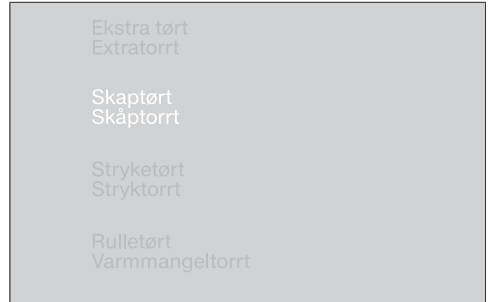 Ekstra tørt
Extratorrt
Skaptørt
Skåptorrt
Stryketørt
Stryktorrt
Rulletørt
Varmmangeltorrt